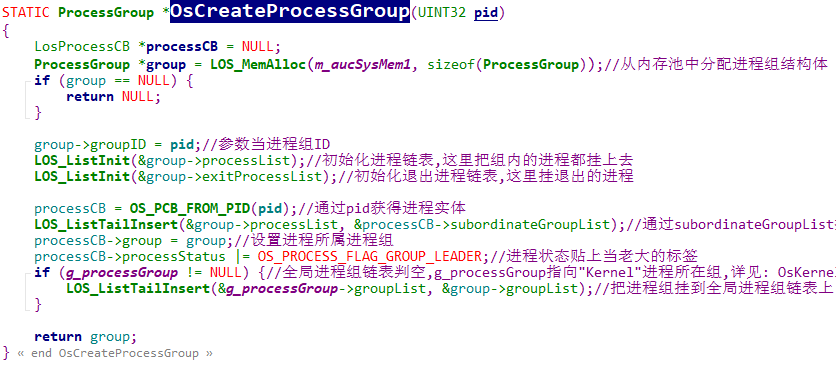 STATIC ProcessGroup *OsCreateProcessGroup(UINT32 pid)
{
    LosProcessCB *processCB = NULL;
    ProcessGroup *group = LOS_MemAlloc(m_aucSysMem1, sizeof(ProcessGroup));//从内存池中分配进程组结构体
    if (group == NULL) {
        return NULL;
    }
    group->groupID = pid;//参数当进程组ID
    LOS_ListInit(&group->processList);//初始化进程链表,这里把组内的进程都挂上去
    LOS_ListInit(&group->exitProcessList);//初始化退出进程链表,这里挂退出的进程
    processCB = OS_PCB_FROM_PID(pid);//通过pid获得进程实体
    LOS_ListTailInsert(&group->processList, &processCB->subordinateGroupList);//通过subordinateGroupList
    processCB->group = group;//设置进程所属进程组
    processCB->processStatus |= OS_PROCESS_FLAG_GROUP_LEADER;//进程状态贴上当老大的标签
    if (g_processGroup != NULL) {//全局进程组链表判空,g_processGroup指向"Kernel"进程所在组,详见: OsKernel
        LOS_ListTailInsert(&g_processGroup->groupList, &group->groupList);//把进程组挂到全局进程组链表上
    }
    return group;
} « end OsCreateProcessGroup »